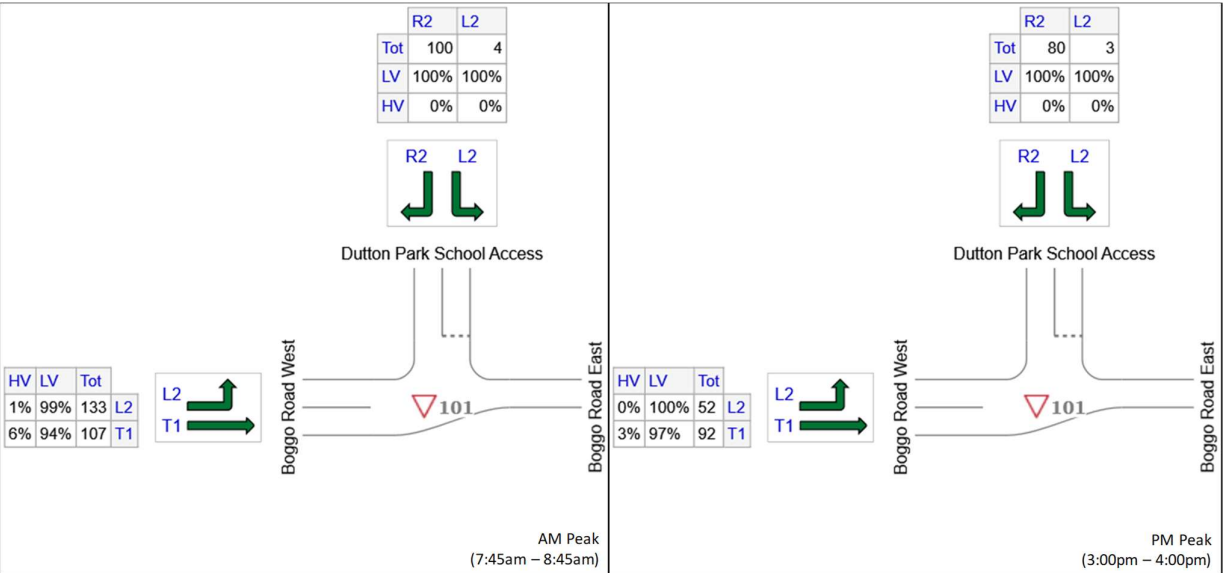 R2 L2
Tot 100 4
LV 100% 100%
HV 0% 0%
R2 L2
Dutton Park School Access
Boggo Road West
HV LV Tot
1% 99% 133 L2
6% 94% 107 T1
L2
T1
101
Boggo Road East
AM Peak
(7:45am – 8:45am)
R2 L2
Tot 80 3
LV 100% 100%
HV 0% 0%
R2 L2
Dutton Park School Access
Boggo Road West
HV LV Tot
0% 100% 52 L2
3% 97% 92 T1
L2
T1
101
Boggo Road East
PM Peak
(3:00pm – 4:00pm)